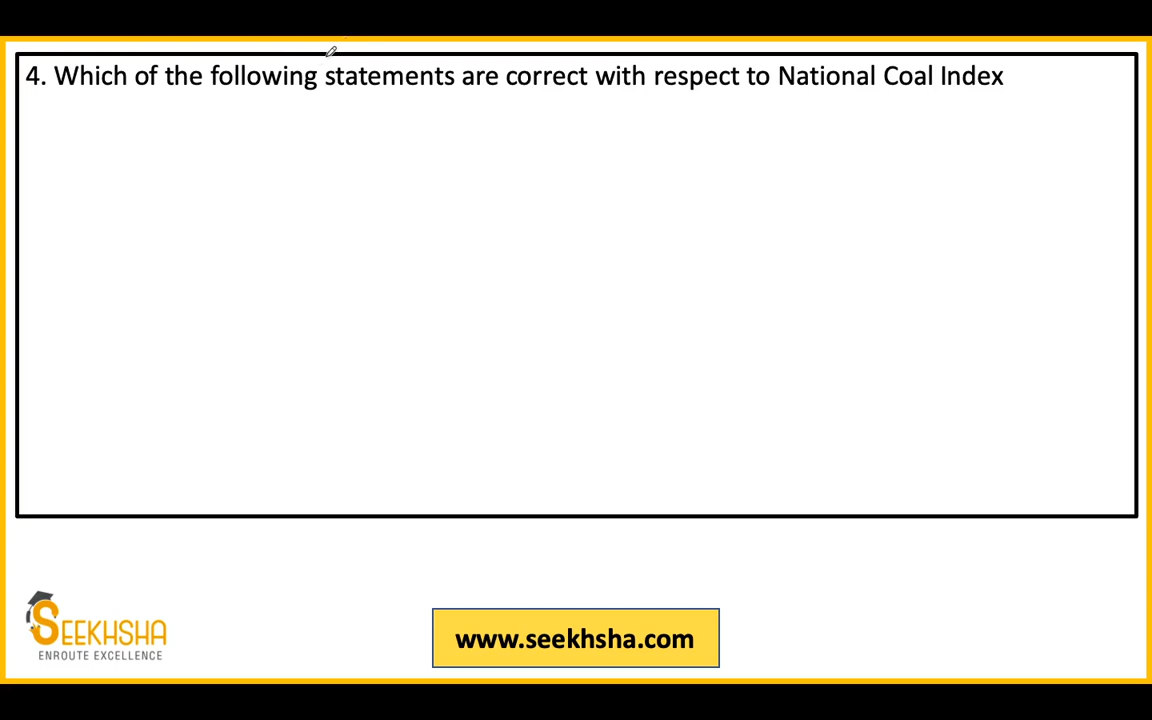 4. Which of the following statements are correct with respect to National Coal Index
SEEKHSHA
ENROUTE EXCELLENCE
www.seekhsha.com